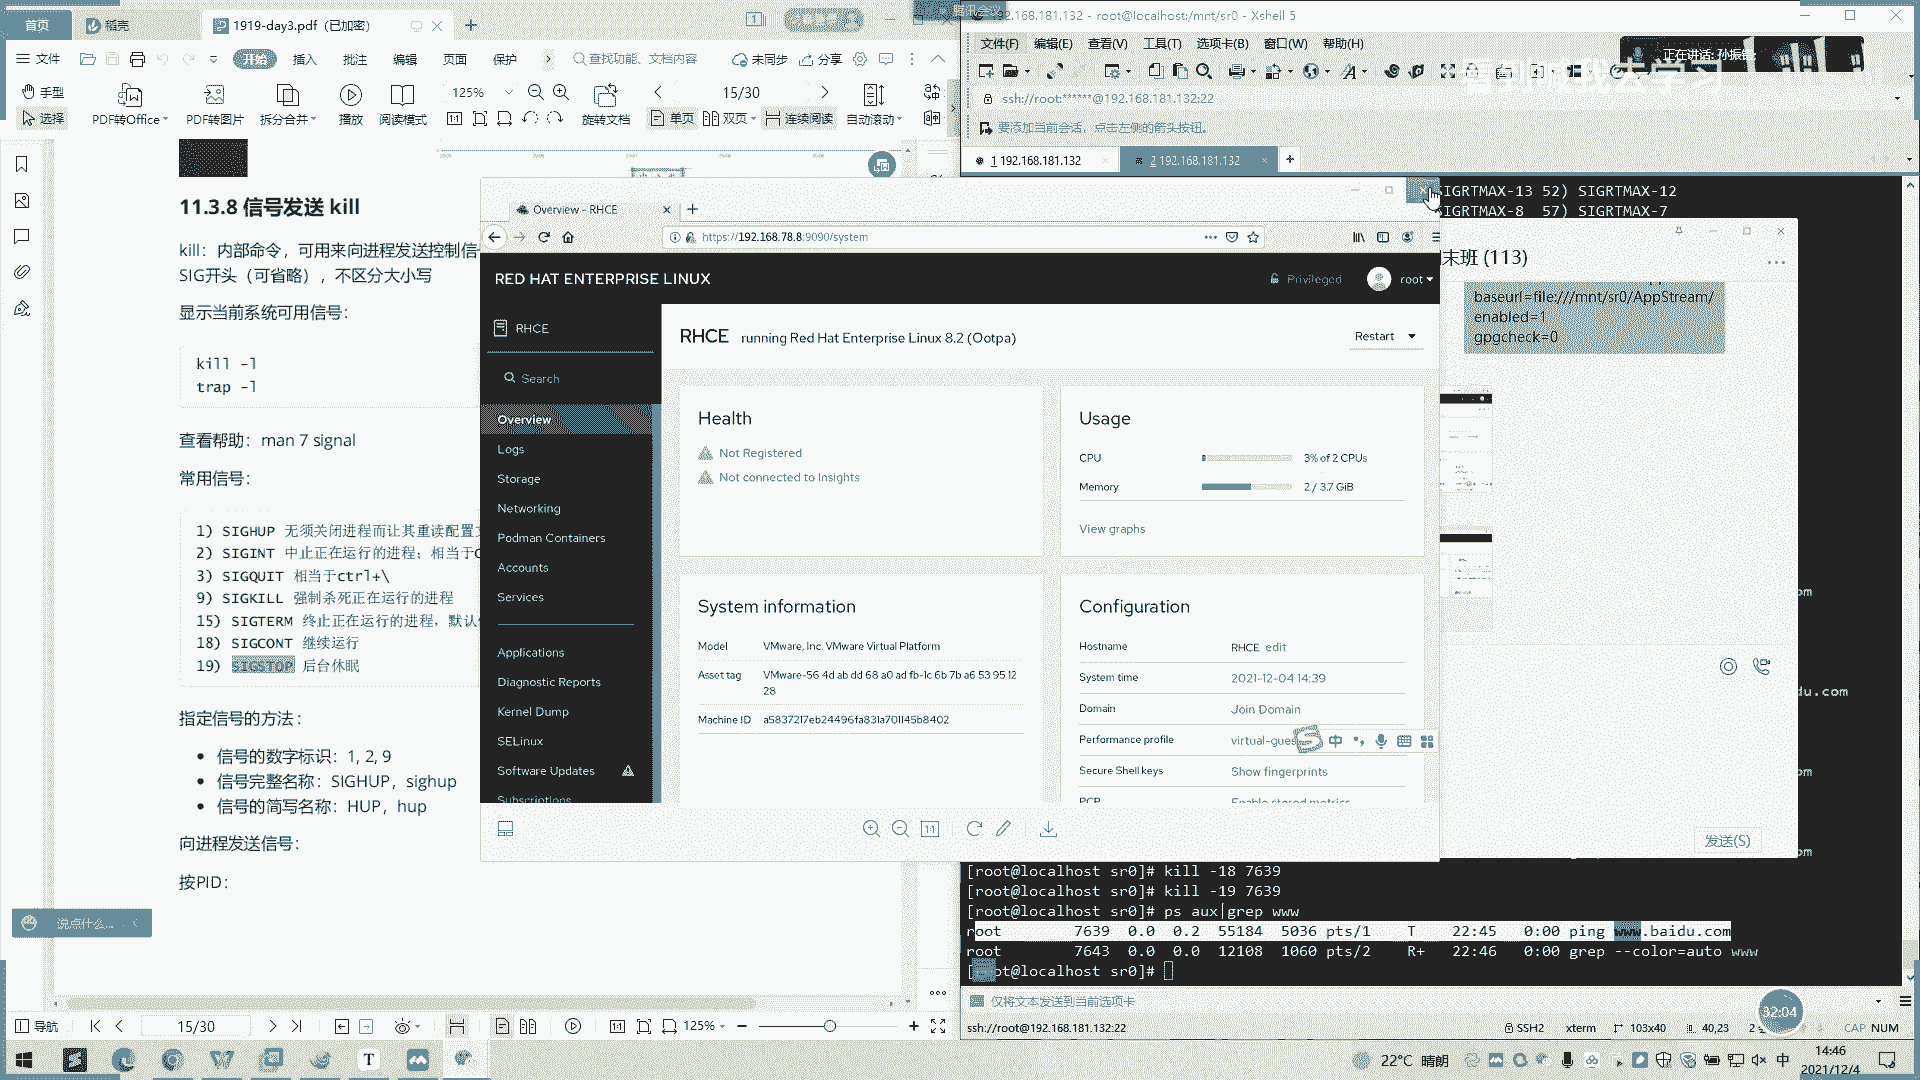 首页
稻壳
1919-day3.pdf（已加密）
文件
开始
插入
批注
编辑
页面
保护
查找功能、文档内容
未同步
分享
手型
选择
PDF转Office
PDF转图片
拆分合并
播放
阅读模式
125%
旋转文档
15/30
单页
双页
连续阅读
自动滚动
11.3.8 信号发送 kill
kill：内部命令，可用来向进程发送控制信
SIG开头（可省略），不区分大小写
显示当前系统可用信号：
kill -l
trap -l
查看帮助：man 7 signal
常用信号：
1) SIGHUP 无须关闭进程而让其重读配置文
2) SIGINT 中止正在运行的进程；相当于C
3) SIGQUIT 相当于ctrl+\
9) SIGKILL 强制杀死正在运行的进程
15) SIGTERM 终止正在运行的进程，默认
18) SIGCONT 继续运行
19) SIGSTOP 后台休眠
指定信号的方法：
• 信号的数字标识：1, 2, 9
• 信号完整名称：SIGHUP，sighup
• 信号的简写名称：HUP，hup
向进程发送信号：
按PID：
说点什么...
导航
15/30
125%
Overview - RHCE
https://192.168.78.8:9090/system
RED HAT ENTERPRISE LINUX
Privileged
root
RHCE
Search
Overview
Logs
Storage
Networking
Podman Containers
Accounts
Services
Applications
Diagnostic Reports
Kernel Dump
SELinux
Software Updates
Subscriptions
RHCE running Red Hat Enterprise Linux 8.2 (Ootpa)
Restart
Health
Not Registered
Not connected to Insights
Usage
CPU 3% of 2 CPUs
Memory 2 / 3.7 GiB
View graphs
System information
Model VMware, Inc. VMware Virtual Platform
Asset tag VMware-56 4d ab dd 68 a0 ad fb-1c 6b 7b a6 53 95 12
28
Machine ID a5837217eb24496fa831a701145b8402
Configuration
Hostname RHCE edit
System time 2021-12-04 14:39
Domain Join Domain
Performance profile virtual-gues
Secure Shell keys Show fingerprints
PCP Enable stored metrics
中
192.168.181.132 - root@localhost:/mnt/sr0 - Xshell 5
文件(F) 编辑(E) 查看(V) 工具(T) 选项卡(B) 窗口(W) 帮助(H)
正在讲话: 孙振
ssh://root:******@192.168.181.132:22
要添加当前会话，点击左侧的箭头按钮。
1 192.168.181.132
2 192.168.181.132
SIGRTMAX-13 52) SIGRTMAX-12
SIGRTMAX-8 57) SIGRTMAX-7
末班 (113)
baseurl=file:///mnt/sr0/AppStream/
enabled=1
gpgcheck=0
om
du.com
om
om
发送(S)
[root@localhost sr0]# kill -18 7639
[root@localhost sr0]# kill -19 7639
[root@localhost sr0]# ps aux|grep www
root 7639 0.0 0.2 55184 5036 pts/1 T 22:45 0:00 ping www.baidu.com
root 7643 0.0 0.0 12108 1060 pts/2 R+ 22:46 0:00 grep --color=auto www
[root@localhost sr0]#
仅将文本发送到当前选项卡
ssh://root@192.168.181.132:22
SSH2
xterm
103x40
40,23
CAP NUM
32:04
22°C 晴朗
中
14:46
2021/12/4